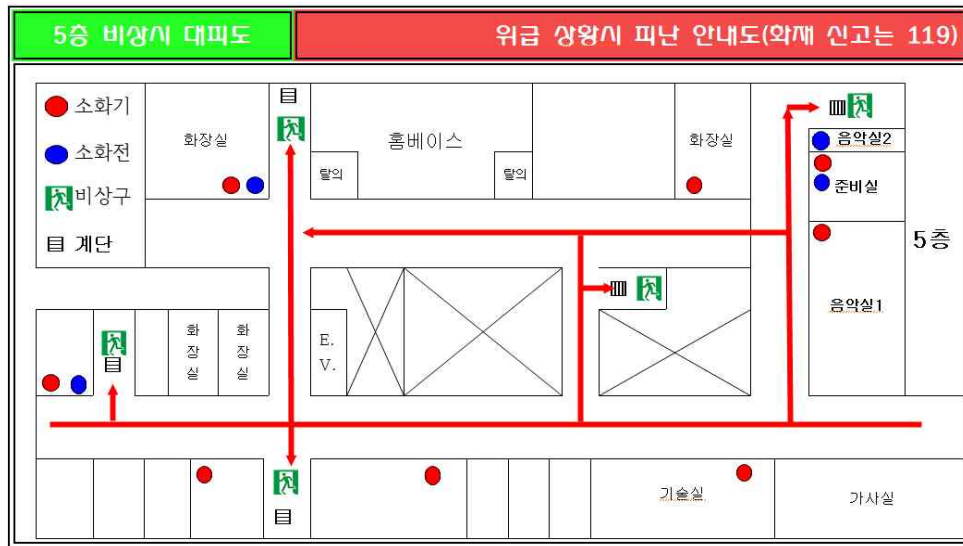 5층 비상시 대피도
위급 상황시 피난 안내도(화재 신고는 119)
소화기
소화전
비상구
계단
화장실
홈베이스
탈의
탈의
화장실
음악실2
준비실
5층
음악실1
화장실
화장실
E.
V.
기술실
가사실